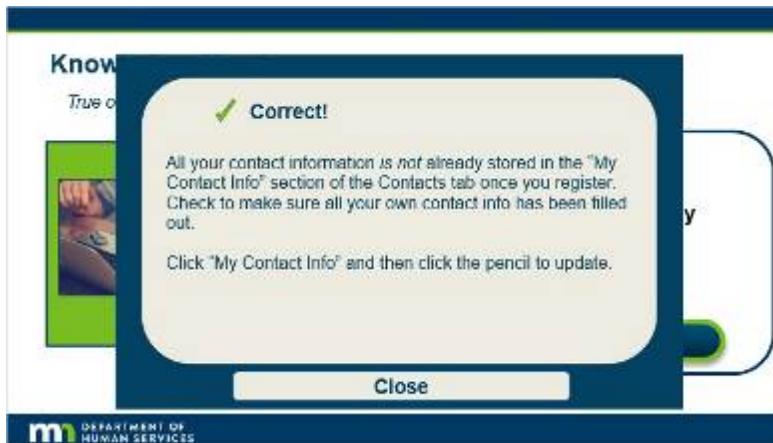 Know
True o
✓ Correct!
All your contact information is not already stored in the "My
Contact Info" section of the Contacts tab once you register.
Check to make sure all your own contact info has been filled
out.
Click "My Contact Info" and then click the pencil to update.
y
Close
mn DEPARTMENT OF
HUMAN SERVICES